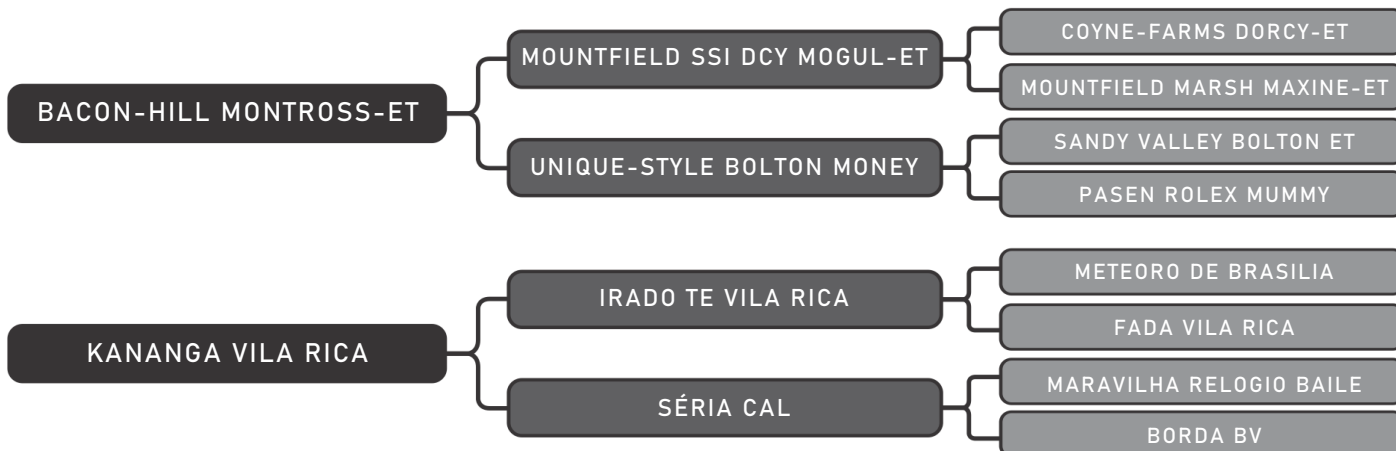 BACON-HILL MONTROSS-ET
MOUNTFIELD SSI DCY MOGUL-ET
COYNE-FARMS DORCY-ET
MOUNTFIELD MARSH MAXINE-ET
UNIQUE-STYLE BOLTON MONEY
SANDY VALLEY BOLTON ET
PASEN ROLEX MUMMY
KANANGA VILA RICA
IRADO TE VILA RICA
METEORO DE BRASILIA
FADA VILA RICA
SÉRIA CAL
MARAVILHA RELOGIO BAILE
BORDA BV